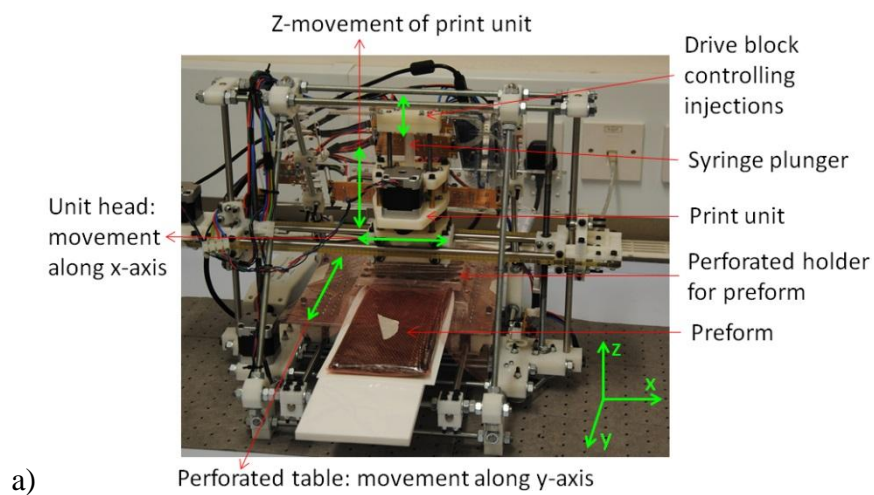 Z-movement of print unit
Drive block
controlling
injections
Syringe plunger
Unit head:
movement
along x-axis
Print unit
Perforated holder
for preform
Preform
z
x
y
a)
Perforated table: movement along y-axis